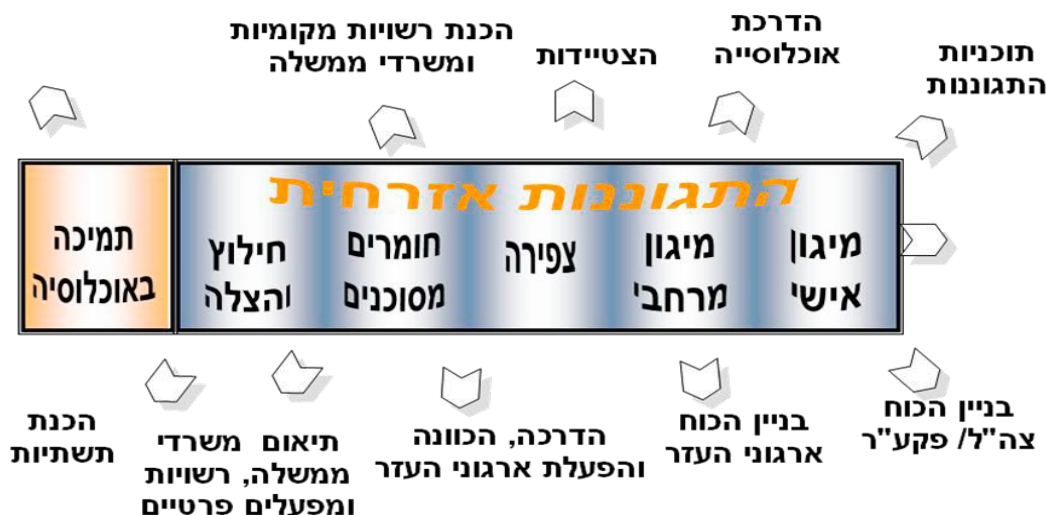 הדרכת
אוכלוסייה
הצטיידות
הכנת רשויות מקומיות
ומשרדי ממשלה
תוכניות
התגוננות
התגוננות אזרחית
מיגון
אישי
מיגון
מרחבי
צפירה
חומרים
מסוכנים
חילוץ
והצלה
תמיכה
באוכלוסיה
בניין הכוח
צה"ל/ פקע"ר
בניין הכוח
ארגוני העזר
הדרכה, הכוונה
והפעלת ארגוני העזר
תיאום משרדי
ממשלה, רשויות
ומפעלים פרטיים
הכנת
תשתיות